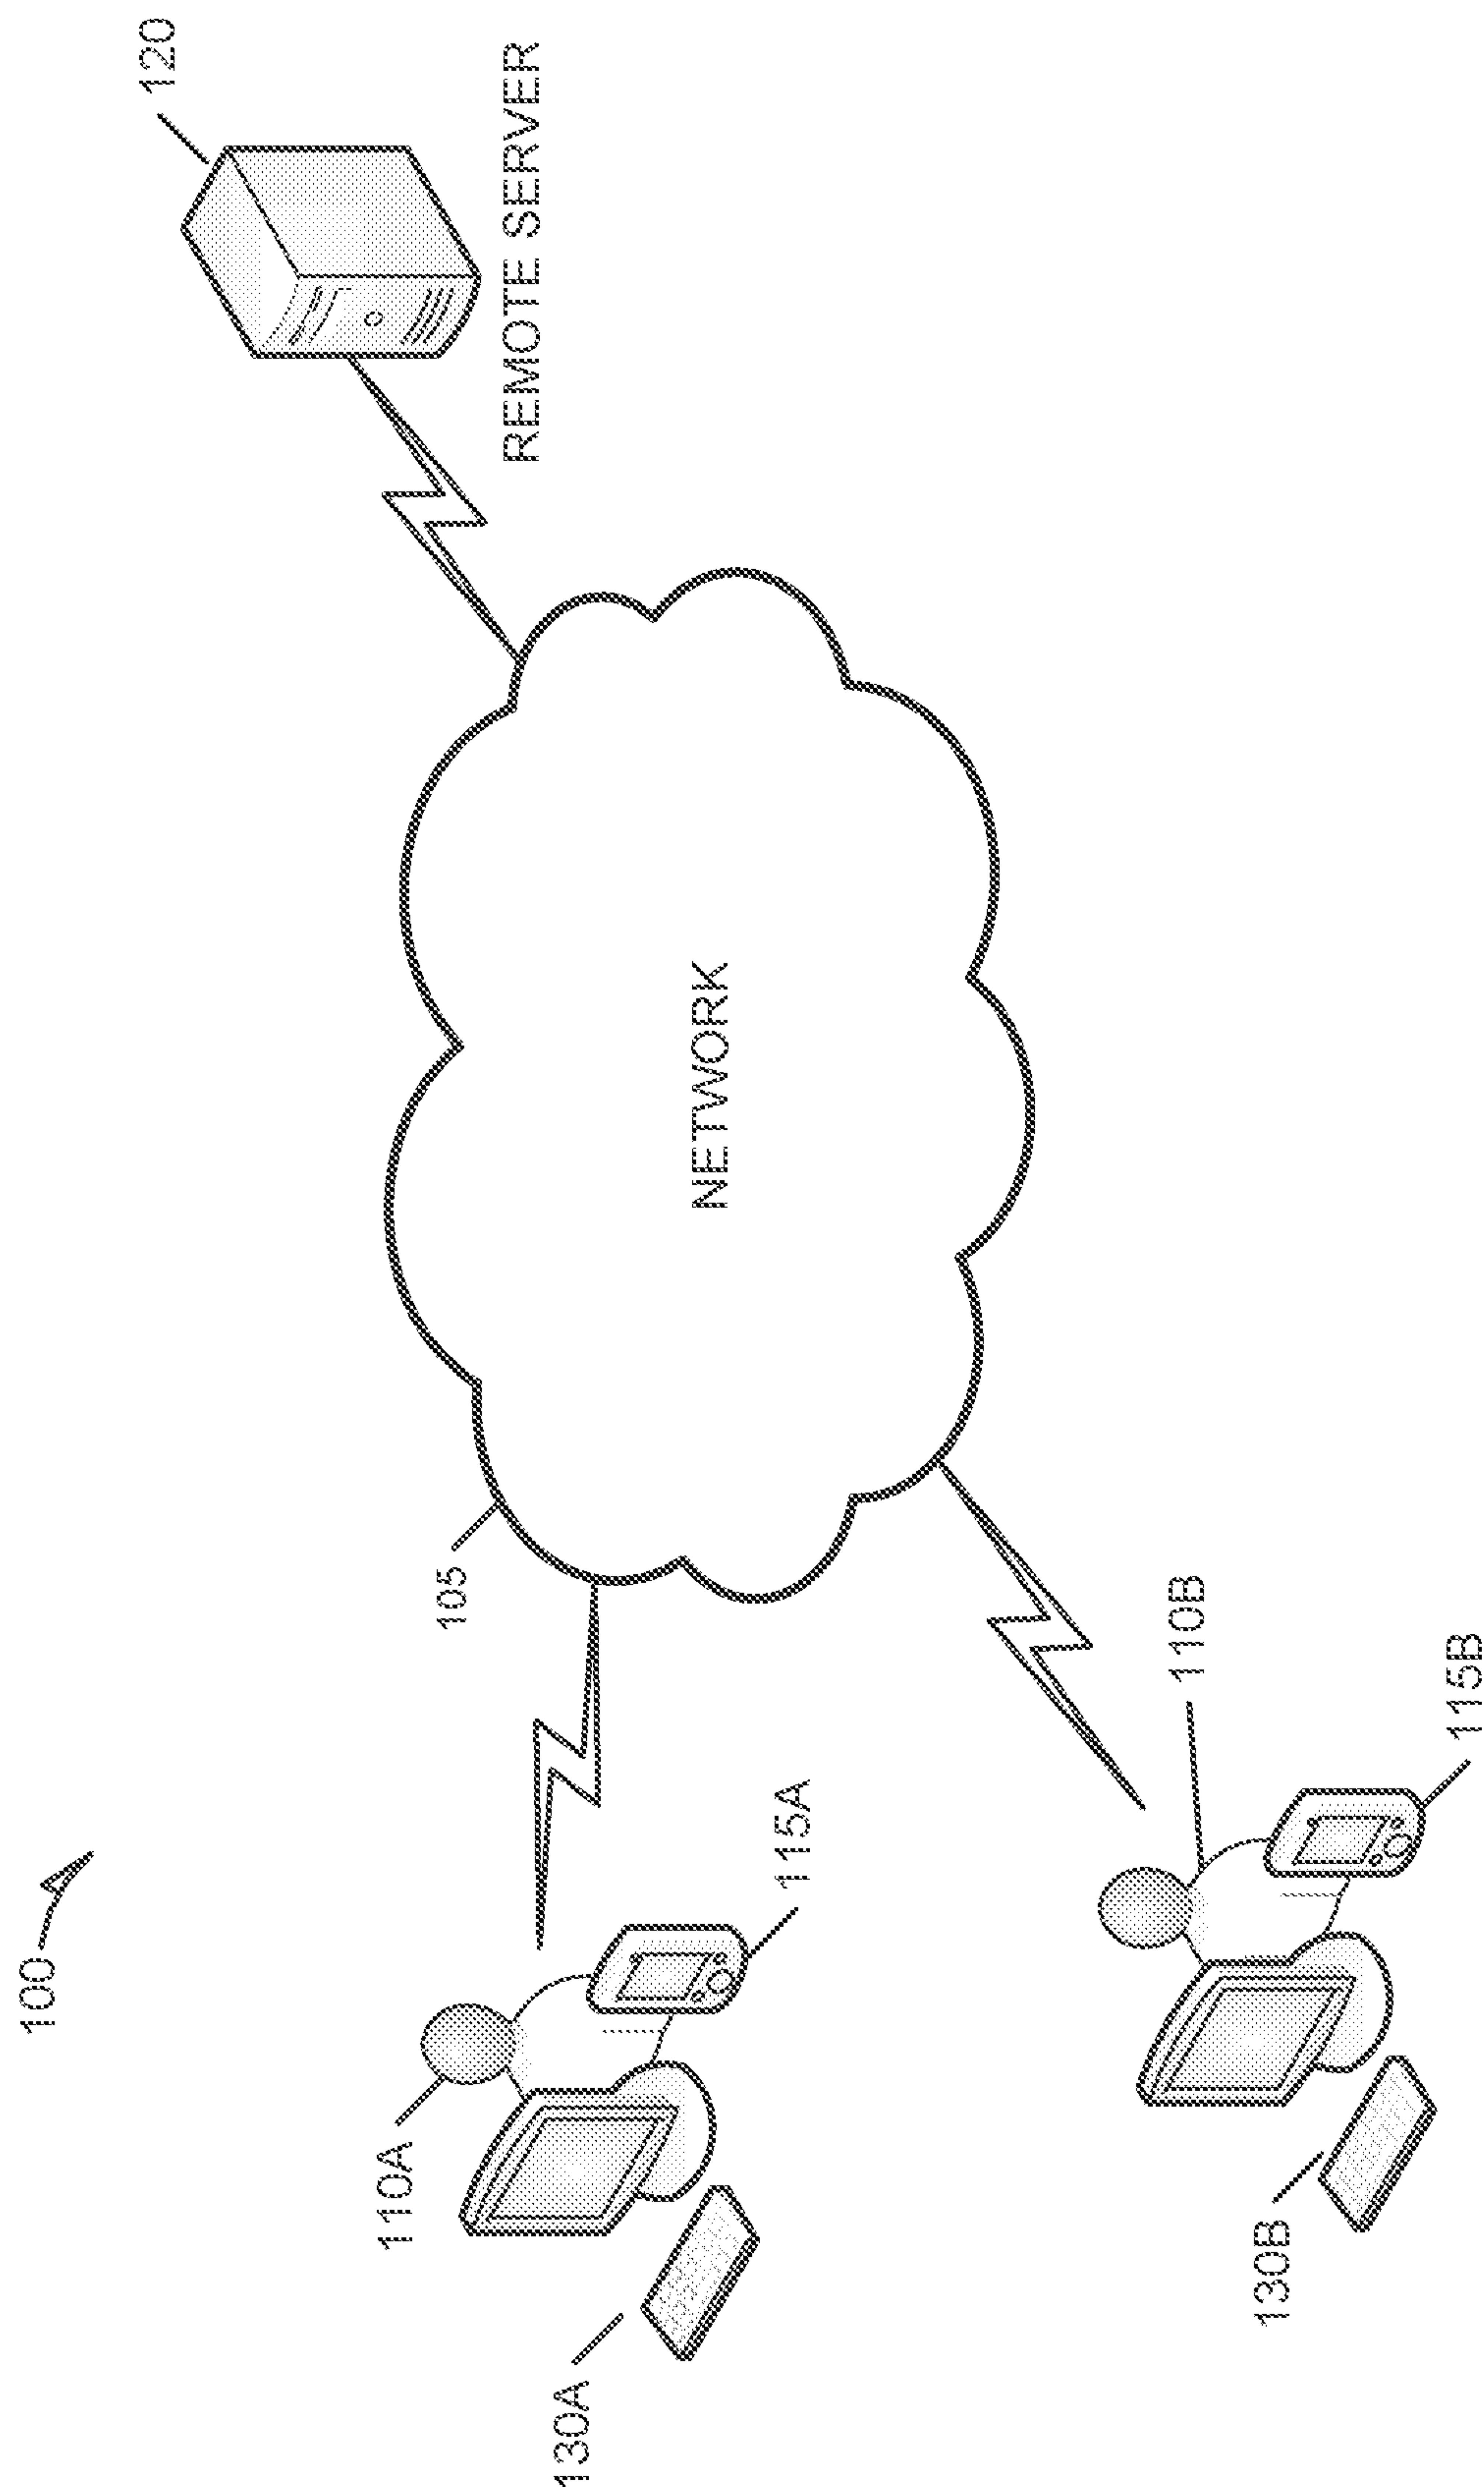 100
110A
105
120
REMOTE SERVER
NETWORK
130A
115A
110B
130B
115B